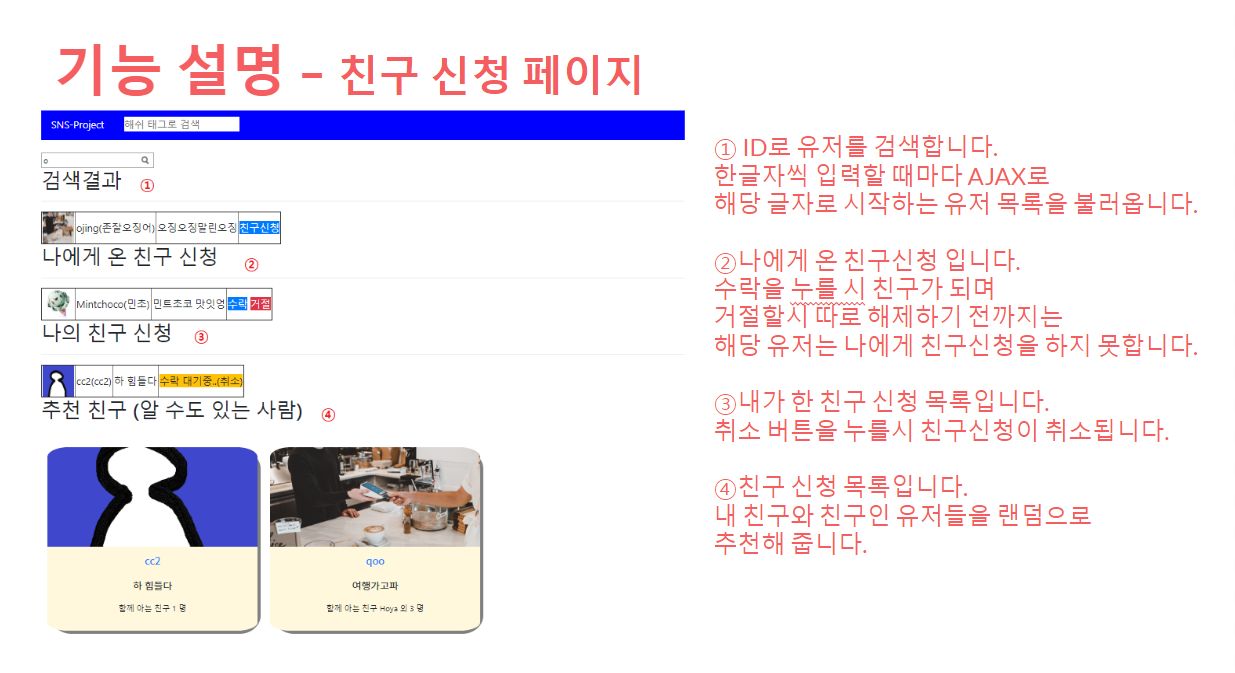 기능 설명 – 친구 신청 페이지
SNS-Project 해쉬 태그로 검색
o
검색결과 ①
ojing(존잘오징어) 오징오징말린오징 친구신청
나에게 온 친구 신청 ②
Mintchoco(민초) 민트초코 맛잇엉 수락 거절
나의 친구 신청 ③
cc2(cc2) 하 힘들다 수락 대기중..(취소)
추천 친구 (알 수도 있는 사람) ④
cc2
하 힘들다
함께 아는 친구 1 명
qoo
여행가고파
함께 아는 친구 Hoya 외 3 명
① ID로 유저를 검색합니다.
한글자씩 입력할 때마다 AJAX로
해당 글자로 시작하는 유저 목록을 불러옵니다.
②나에게 온 친구신청 입니다.
수락을 누를 시 친구가 되며
거절할시 따로 해제하기 전까지는
해당 유저는 나에게 친구신청을 하지 못합니다.
③내가 한 친구 신청 목록입니다.
취소 버튼을 누를시 친구신청이 취소됩니다.
④친구 신청 목록입니다.
내 친구와 친구인 유저들을 랜덤으로
추천해 줍니다.